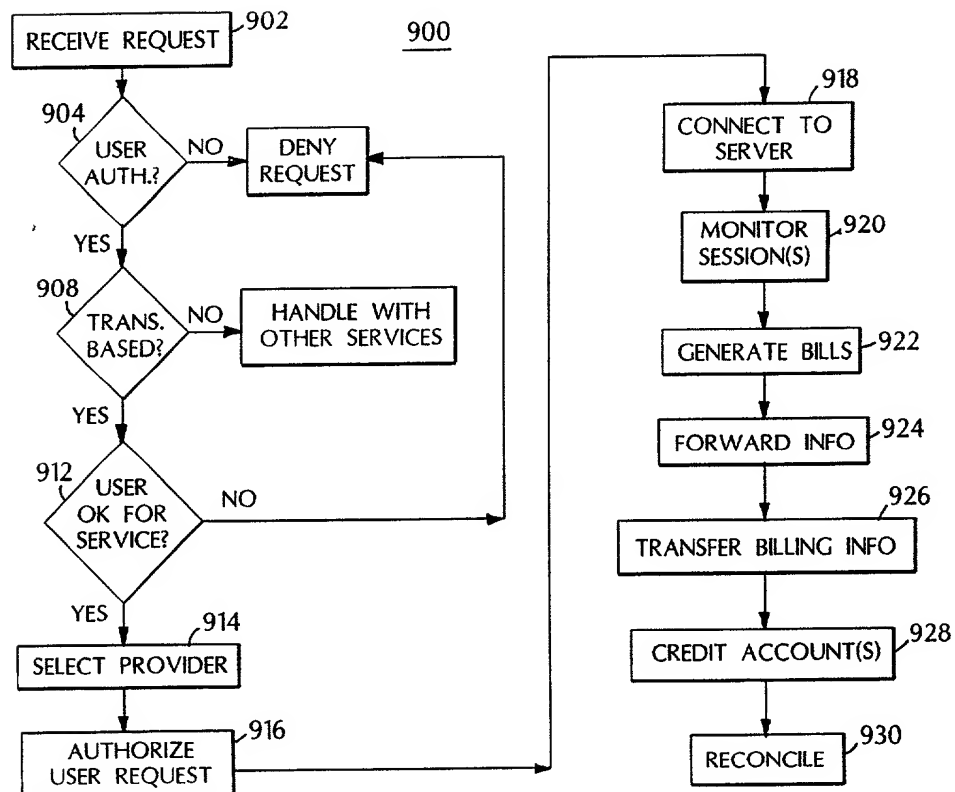 902
RECEIVE REQUEST
900
904
USER
AUTH.?
NO
DENY
REQUEST
YES
908
TRANS.
BASED?
NO
HANDLE WITH
OTHER SERVICES
YES
912
USER
OK FOR
SERVICE?
NO
YES
914
SELECT PROVIDER
916
AUTHORIZE
USER REQUEST
918
CONNECT TO
SERVER
MONITOR
SESSION(S)
920
GENERATE BILLS
922
FORWARD INFO
924
926
TRANSFER BILLING INFO
CREDIT ACCOUNT(S)
928
RECONCILE
930